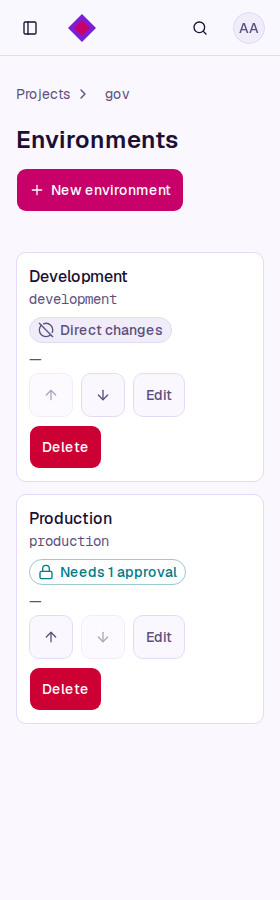 AA
Projects > gov
Environments
+ New environment
Development
development
Direct changes
—
Edit
Delete
Production
production
Needs 1 approval
—
Edit
Delete